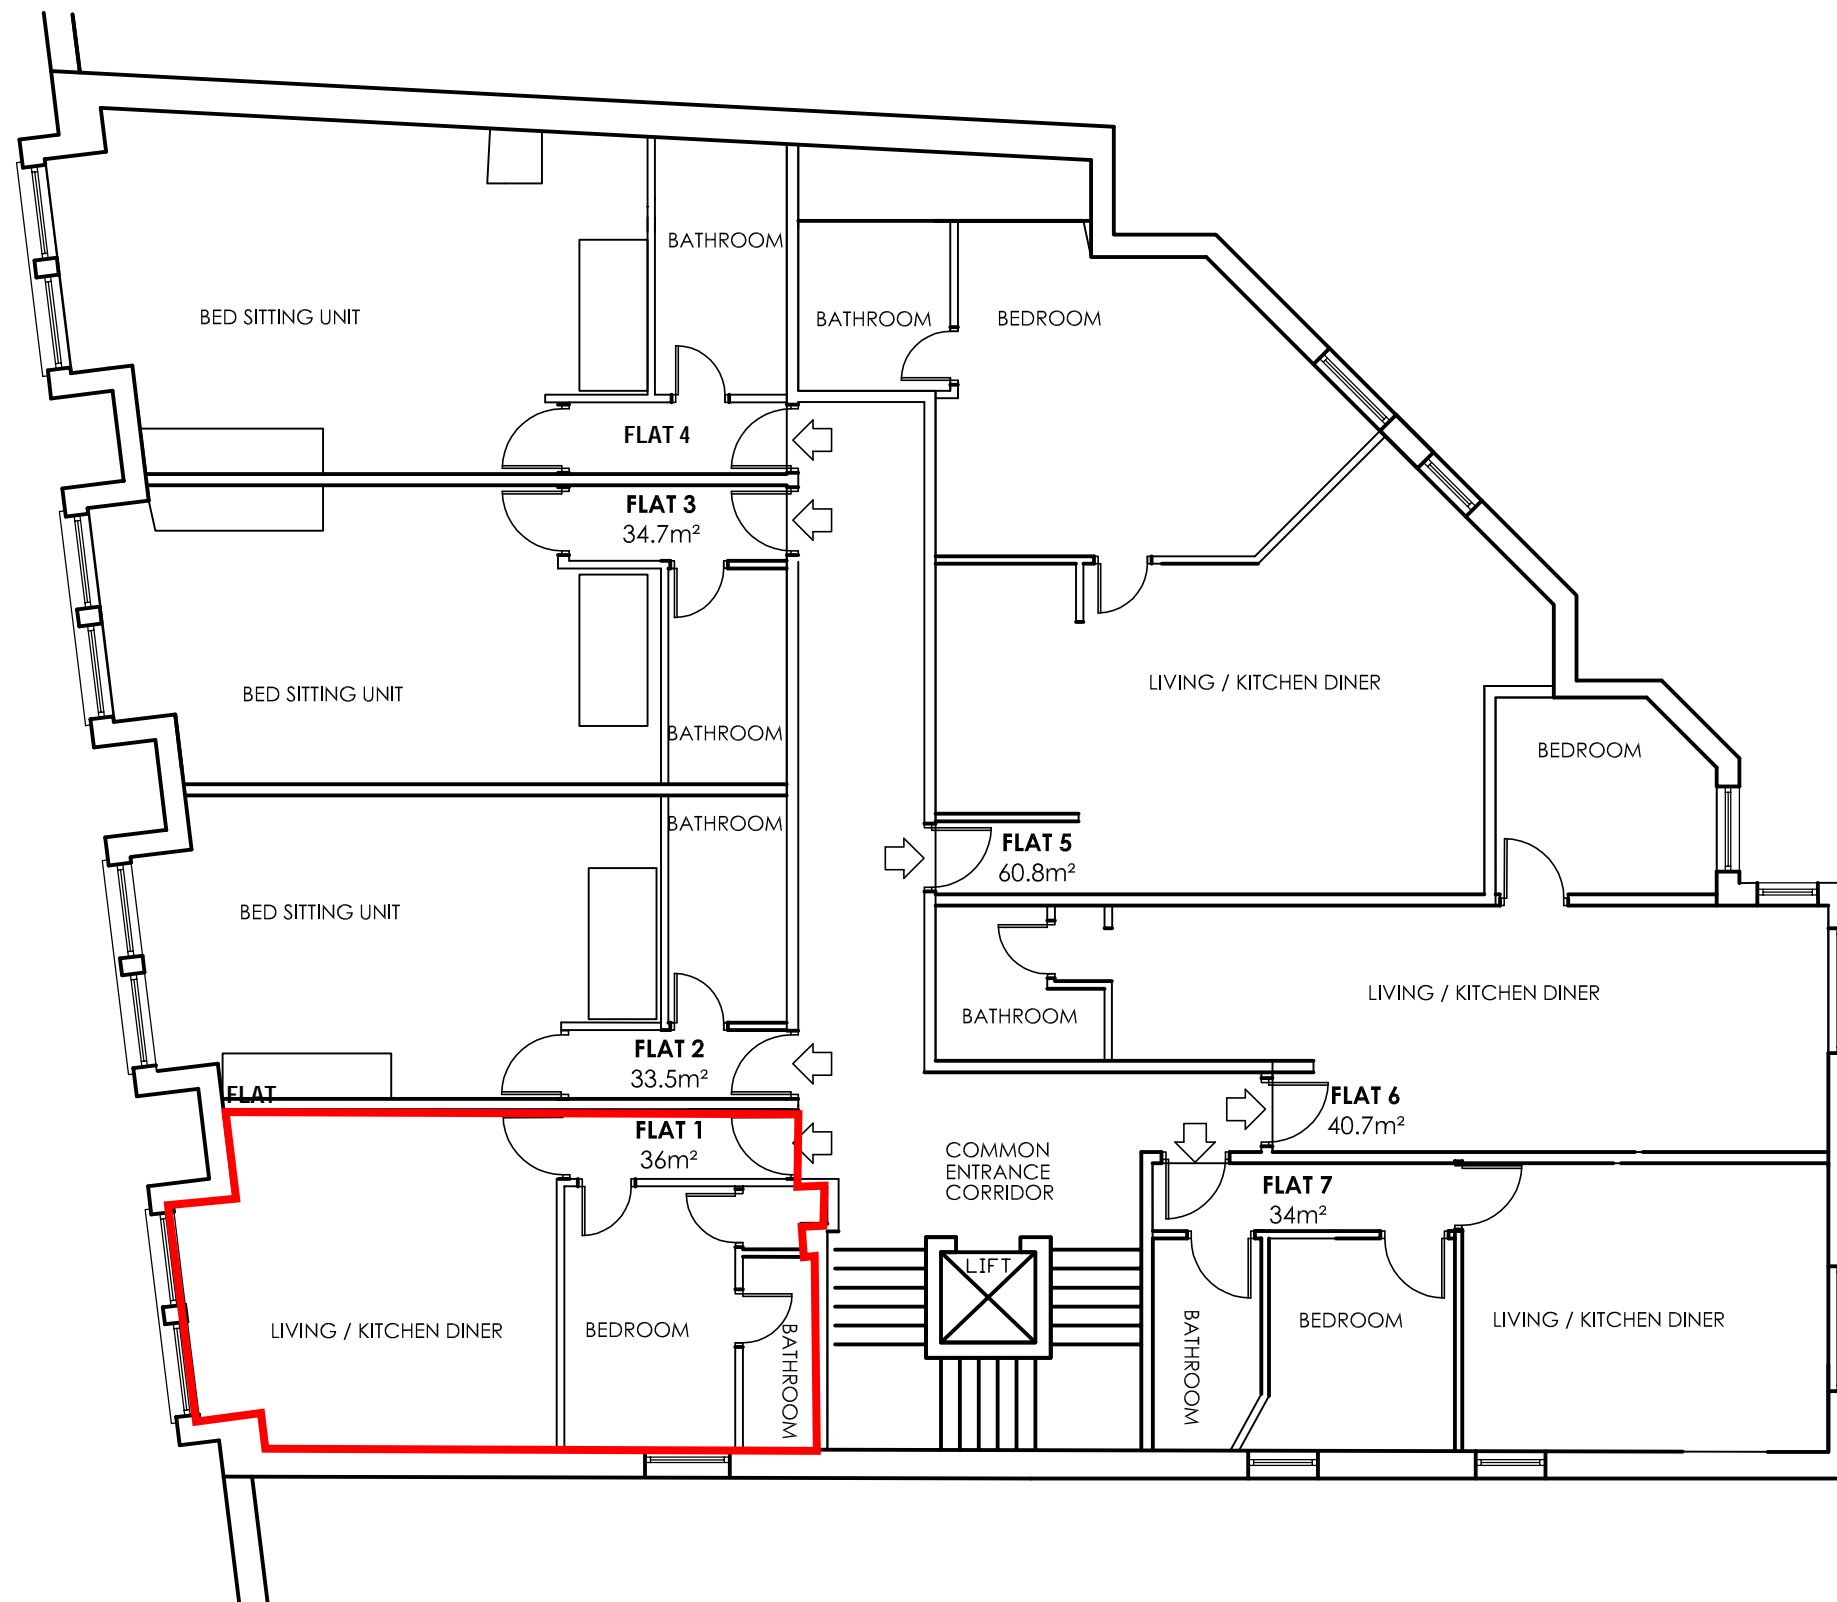 BATHROOM
BED SITTING UNIT
BATHROOM
BEDROOM
FLAT 4
FLAT 3
34.7m²
BED SITTING UNIT
BATHROOM
LIVING / KITCHEN DINER
BEDROOM
BATHROOM
FLAT 5
60.8m²
BED SITTING UNIT
LIVING / KITCHEN DINER
BATHROOM
FLAT 2
33.5m²
FLAT
FLAT 6
40.7m²
FLAT 1
36m²
COMMON
ENTRANCE
CORRIDOR
FLAT 7
34m²
LIFT
LIVING / KITCHEN DINER
BEDROOM
BATHROOM
BATHROOM
BEDROOM
LIVING / KITCHEN DINER